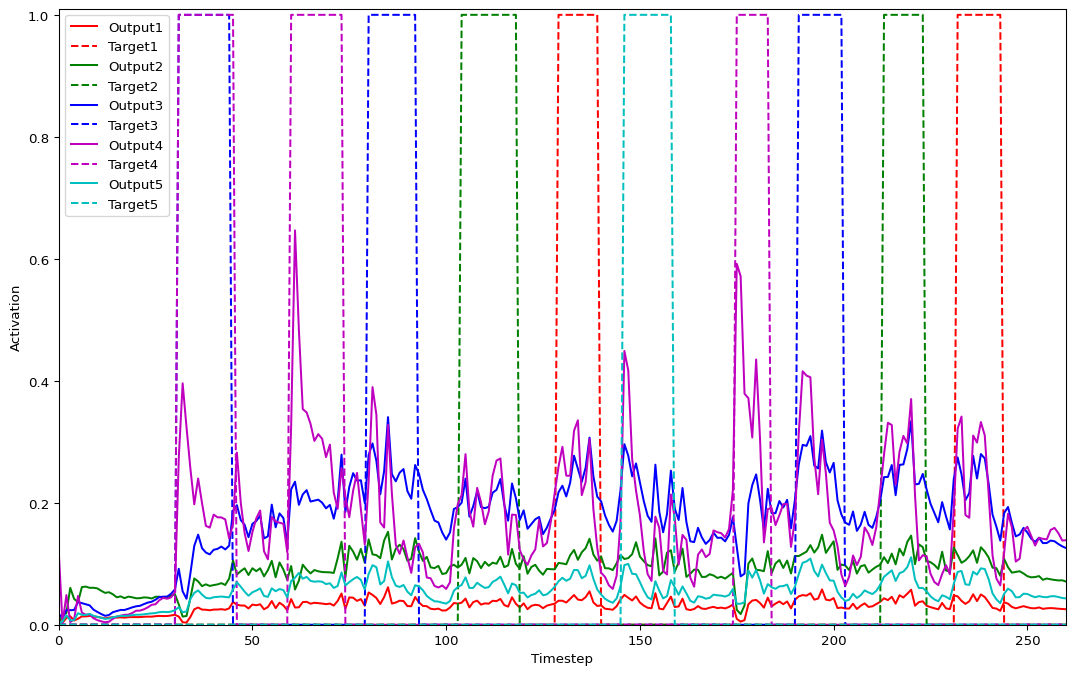 1.0
0.8
0.6
0.4
0.2
0.0
Activation
Output1
Target1
Output2
Target2
Output3
Target3
Output4
Target4
Output5
Target5
0 50 100 150 200 250
Timestep